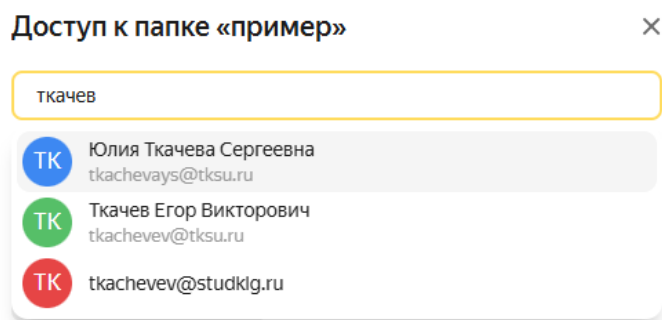 Доступ к папке «пример»
ткачев
ТК
Юлия Ткачева Сергеевна
tkachevays@tksu.ru
ТК
Ткачев Егор Викторович
tkachevev@tksu.ru
ТК
tkachevev@studklg.ru